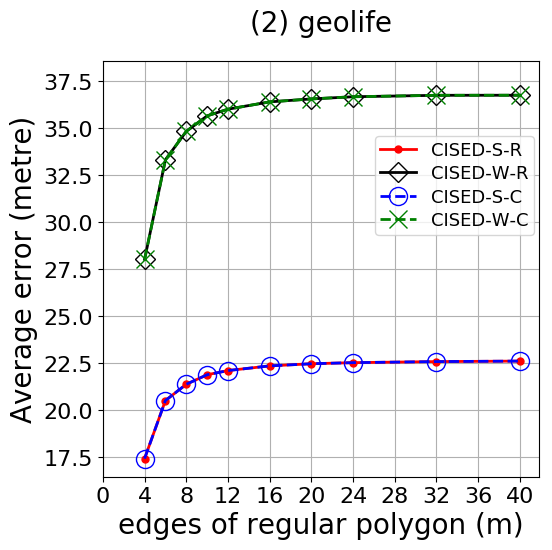 (2) geolife
Average error (metre)
37.5
35.0
32.5
30.0
27.5
25.0
22.5
20.0
17.5
CISED-S-R
CISED-W-R
CISED-S-C
CISED-W-C
0 4 8 12 16 20 24 28 32 36 40
edges of regular polygon (m)